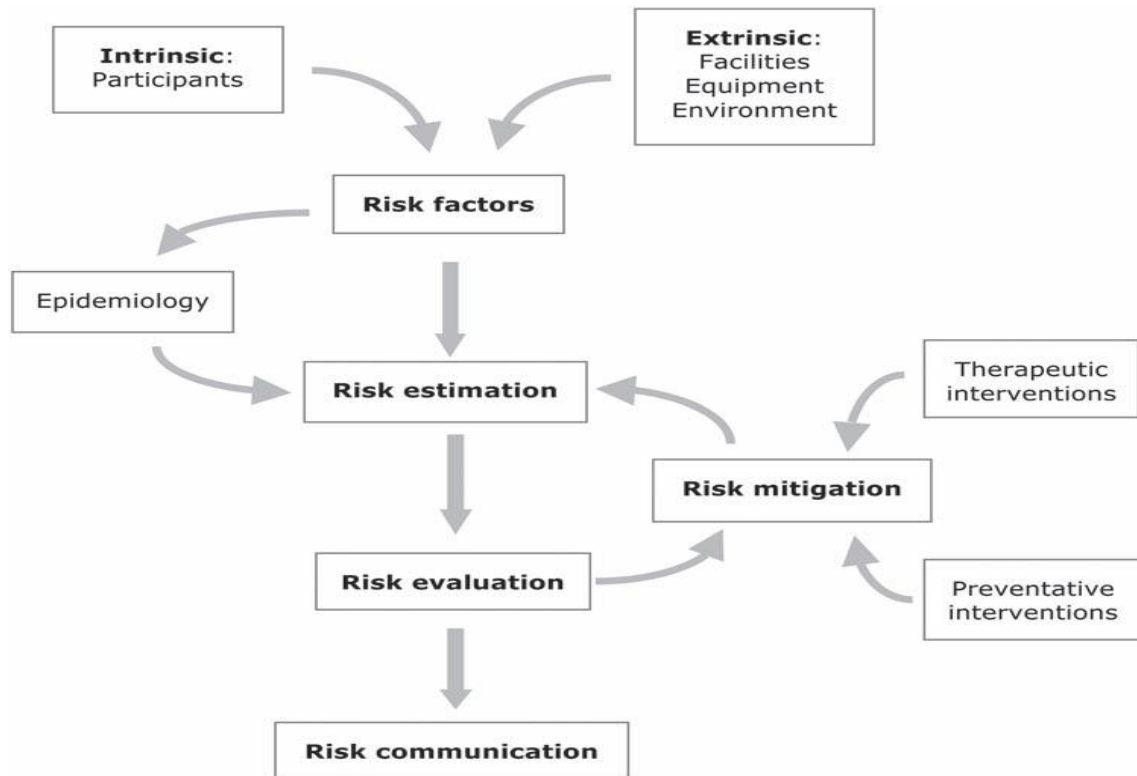 Intrinsic:
Participants
Extrinsic:
Facilities
Equipment
Environment
Risk factors
Epidemiology
Risk estimation
Therapeutic
interventions
Risk mitigation
Risk evaluation
Preventative
interventions
Risk communication